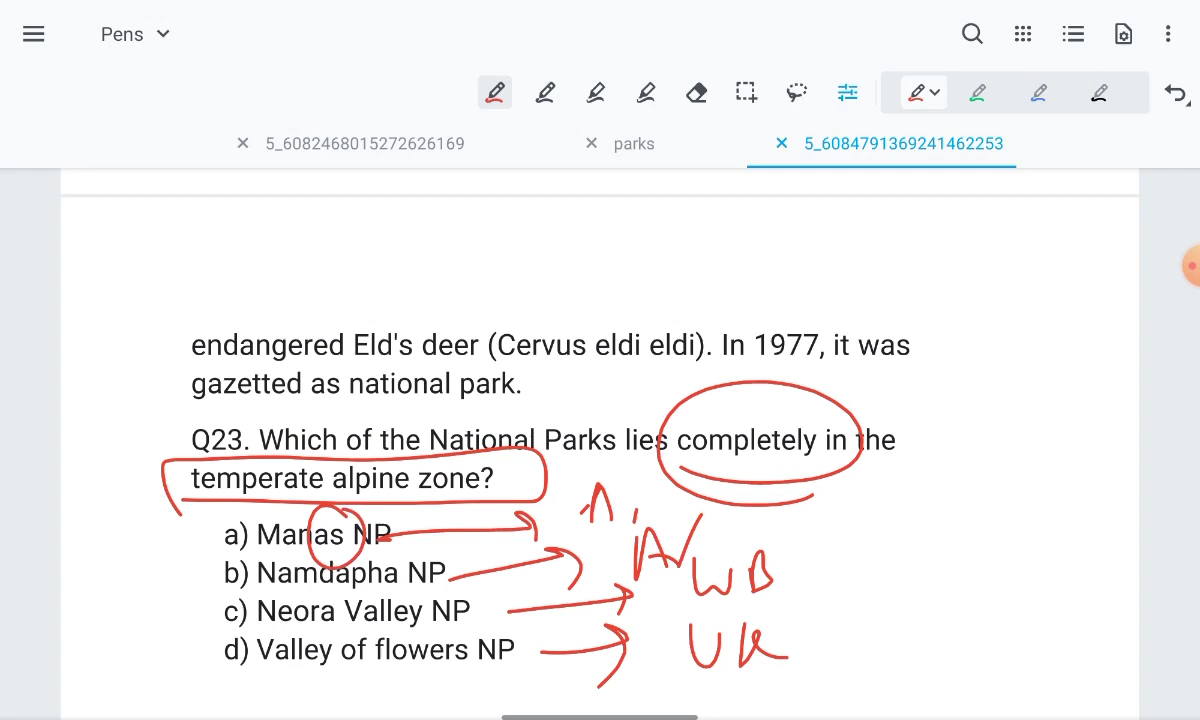 Pens
5_6082468015272626169
parks
5_6084791369241462253
endangered Eld's deer (Cervus eldi eldi). In 1977, it was
gazetted as national park.
Q23. Which of the National Parks lies completely in the
temperate alpine zone?
a) Manas NP
b) Namdapha NP
c) Neora Valley NP
WB
d) Valley of flowers NP
UK